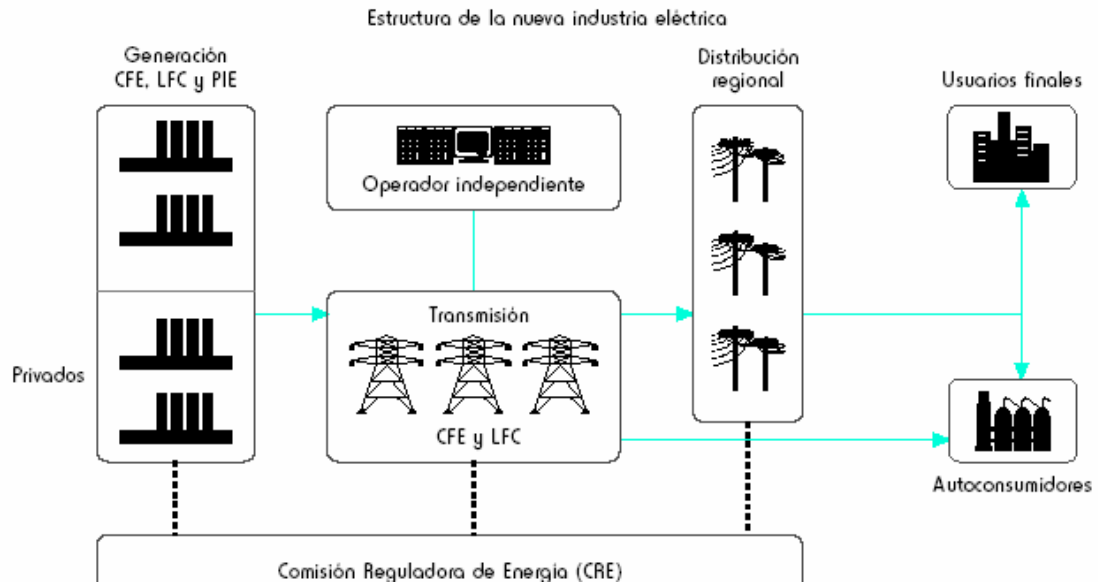 Estructura de la nueva industria eléctrica
Generación
CFE, LFC y PIE
Distribución
regional
Usuarios finales
Operador independiente
Transmisión
Privados
CFE y LFC
Autoconsumidores
Comisión Reguladora de Energía (CRE)